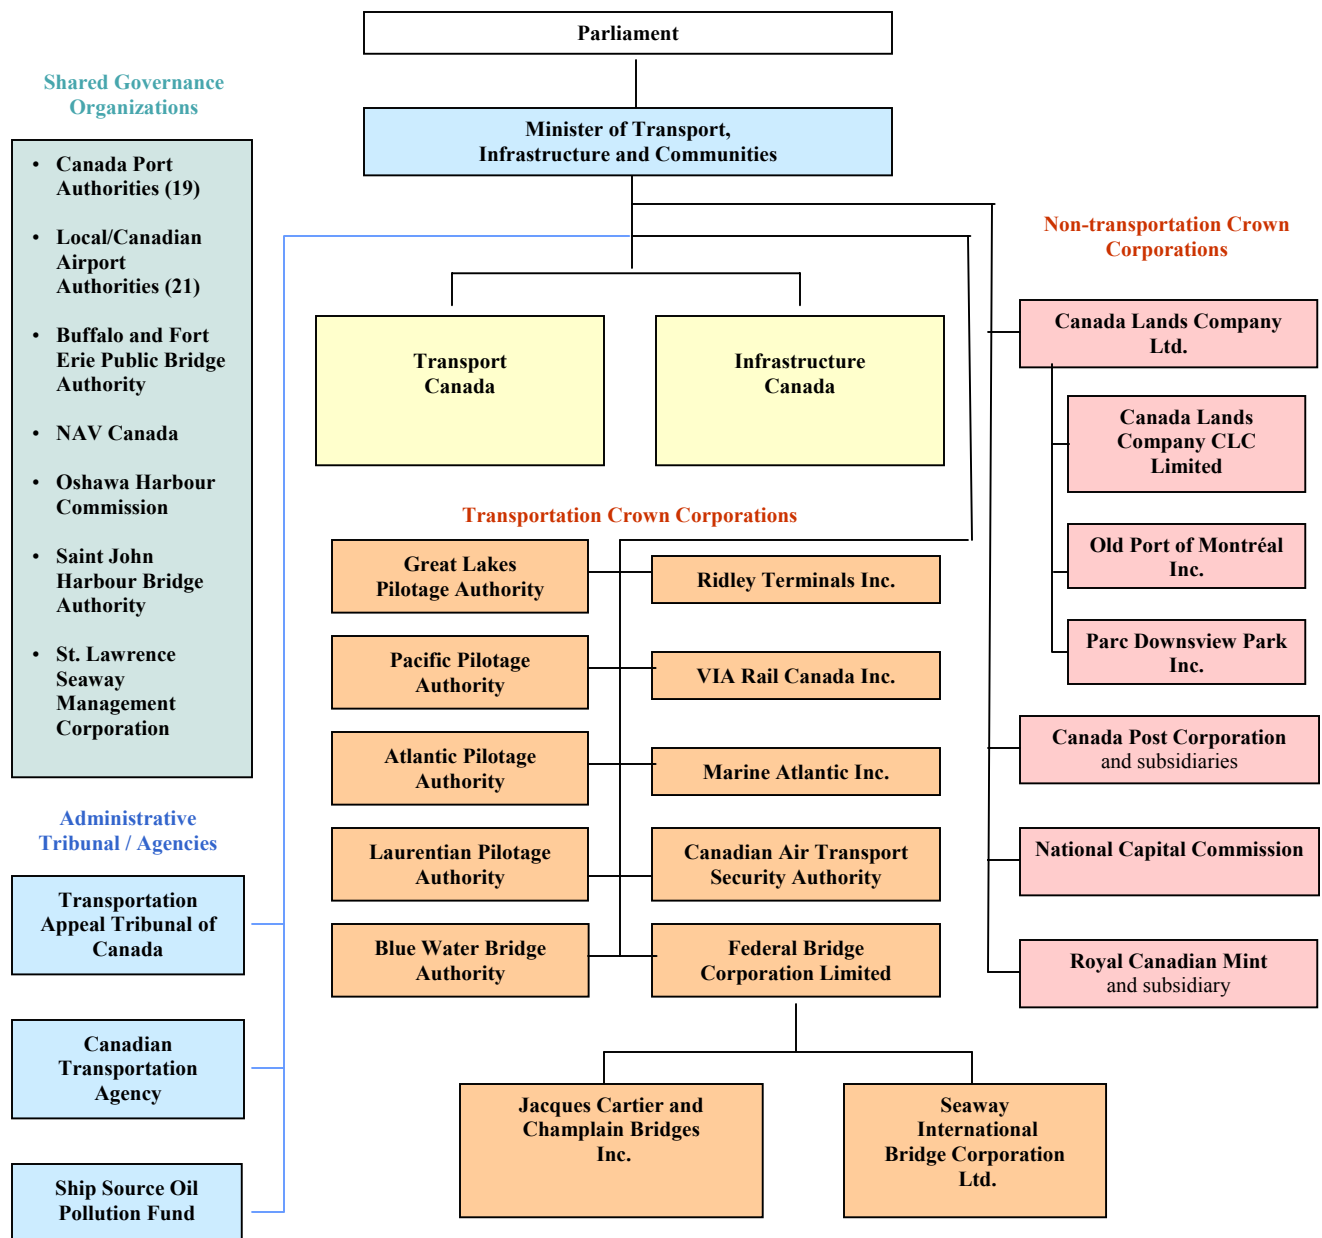 Parliament
Minister of Transport,
Infrastructure and Communities
Shared Governance
Organizations
• Canada Port
Authorities (19)
• Local/Canadian
Airport
Authorities (21)
• Buffalo and Fort
Erie Public Bridge
Authority
• NAV Canada
• Oshawa Harbour
Commission
• Saint John
Harbour Bridge
Authority
• St. Lawrence
Seaway
Management
Corporation
Administrative
Tribunal / Agencies
Transportation
Appeal Tribunal of
Canada
Canadian
Transportation
Agency
Ship Source Oil
Pollution Fund
Transport
Canada
Infrastructure
Canada
Transportation Crown Corporations
Great Lakes
Pilotage Authority
Ridley Terminals Inc.
Pacific Pilotage
Authority
VIA Rail Canada Inc.
Atlantic Pilotage
Authority
Marine Atlantic Inc.
Laurentian Pilotage
Authority
Canadian Air Transport
Security Authority
Blue Water Bridge
Authority
Federal Bridge
Corporation Limited
Jacques Cartier and
Champlain Bridges
Inc.
Seaway
International
Bridge Corporation
Ltd.
Non-transportation Crown
Corporations
Canada Lands Company
Ltd.
Canada Lands
Company CLC
Limited
Old Port of Montréal
Inc.
Parc Downsview Park
Inc.
Canada Post Corporation
and subsidiaries
National Capital Commission
Royal Canadian Mint
and subsidiary